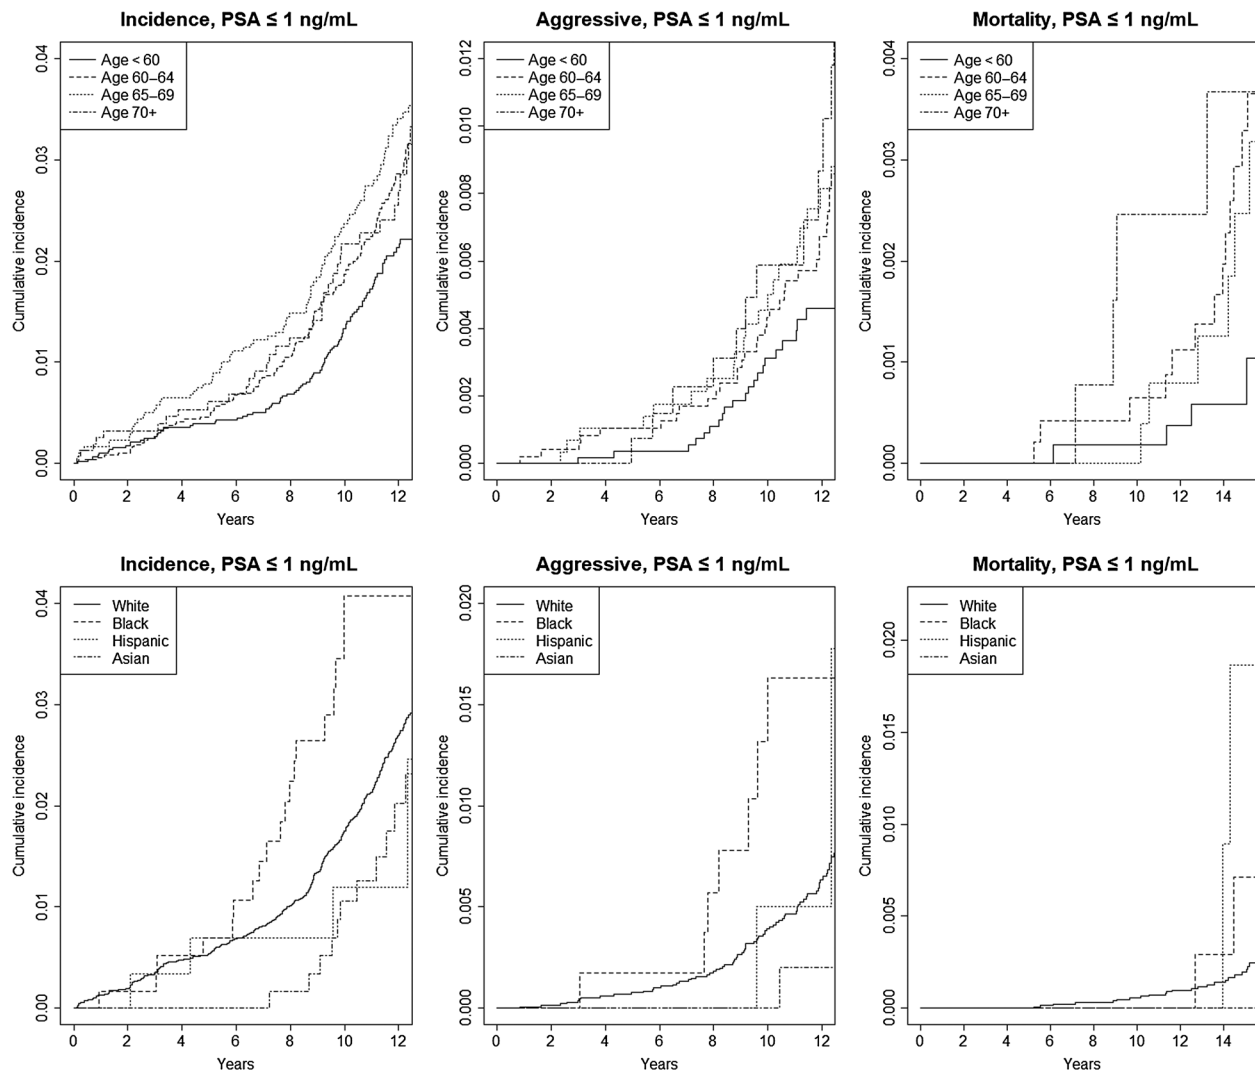 Incidence, PSA ≤ 1 ng/mL
Cumulative incidence
0.00
0.01
0.02
0.03
0.04
Age < 60
Age 60–64
Age 65–69
Age 70+
0 2 4 6 8 10 12
Years
Aggressive, PSA ≤ 1 ng/mL
Cumulative incidence
0.000
0.002
0.004
0.006
0.008
0.010
0.012
Age < 60
Age 60–64
Age 65–69
Age 70+
0 2 4 6 8 10 12
Years
Mortality, PSA ≤ 1 ng/mL
Cumulative incidence
0.000
0.001
0.002
0.003
0.004
Age < 60
Age 60–64
Age 65–69
Age 70+
0 2 4 6 8 10 12 14
Years
Incidence, PSA ≤ 1 ng/mL
Cumulative incidence
0.00
0.01
0.02
0.03
0.04
White
Black
Hispanic
Asian
0 2 4 6 8 10 12
Years
Aggressive, PSA ≤ 1 ng/mL
Cumulative incidence
0.000
0.005
0.010
0.015
0.020
White
Black
Hispanic
Asian
0 2 4 6 8 10 12
Years
Mortality, PSA ≤ 1 ng/mL
Cumulative incidence
0.000
0.005
0.010
0.015
0.020
White
Black
Hispanic
Asian
0 2 4 6 8 10 12 14
Years